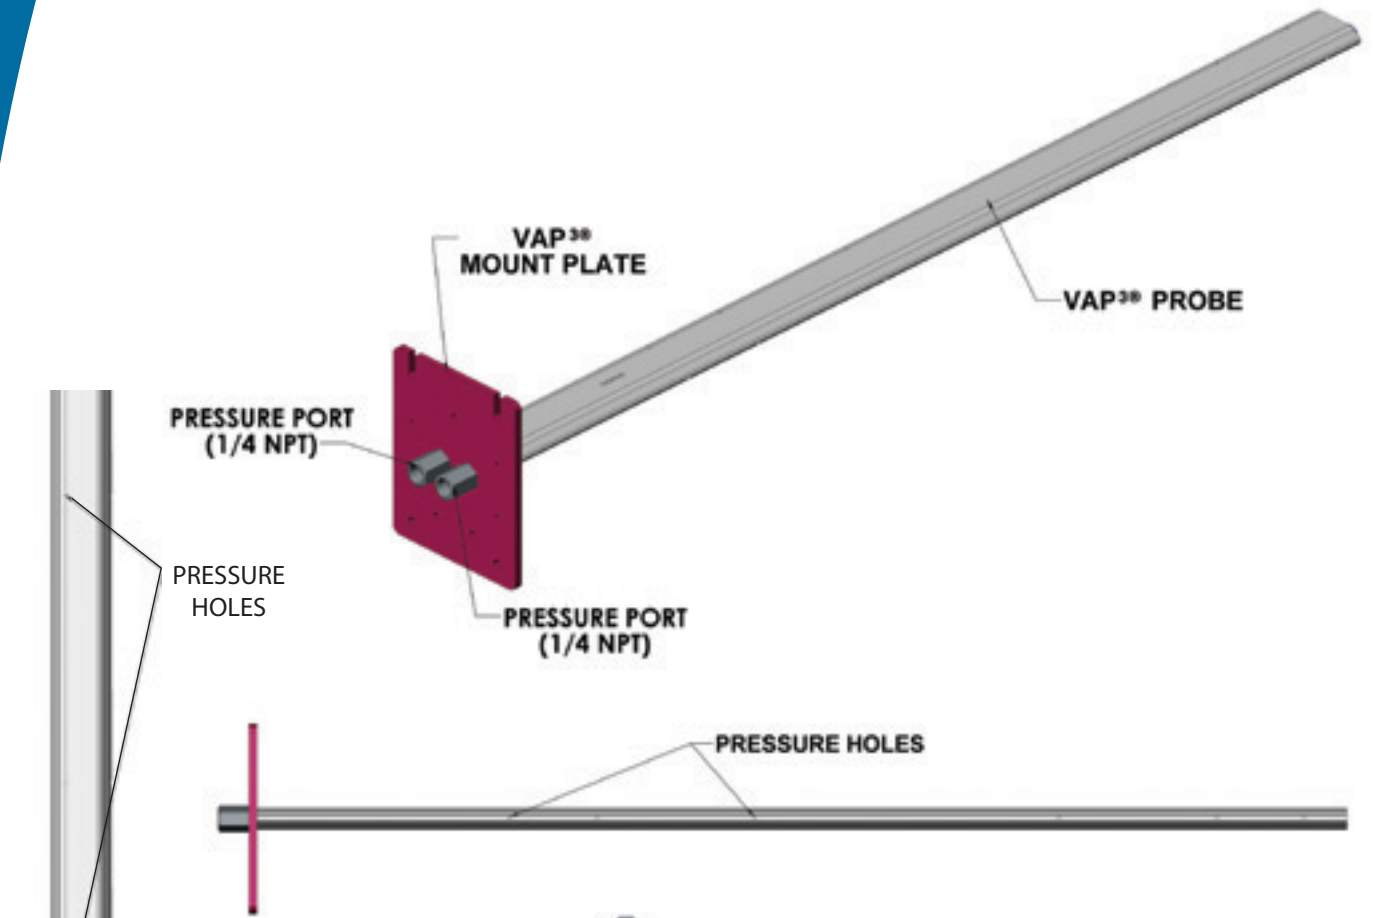 VAP³®
MOUNT PLATE
VAP³® PROBE
PRESSURE PORT
(1/4 NPT)
PRESSURE
HOLES
PRESSURE PORT
(1/4 NPT)
PRESSURE HOLES